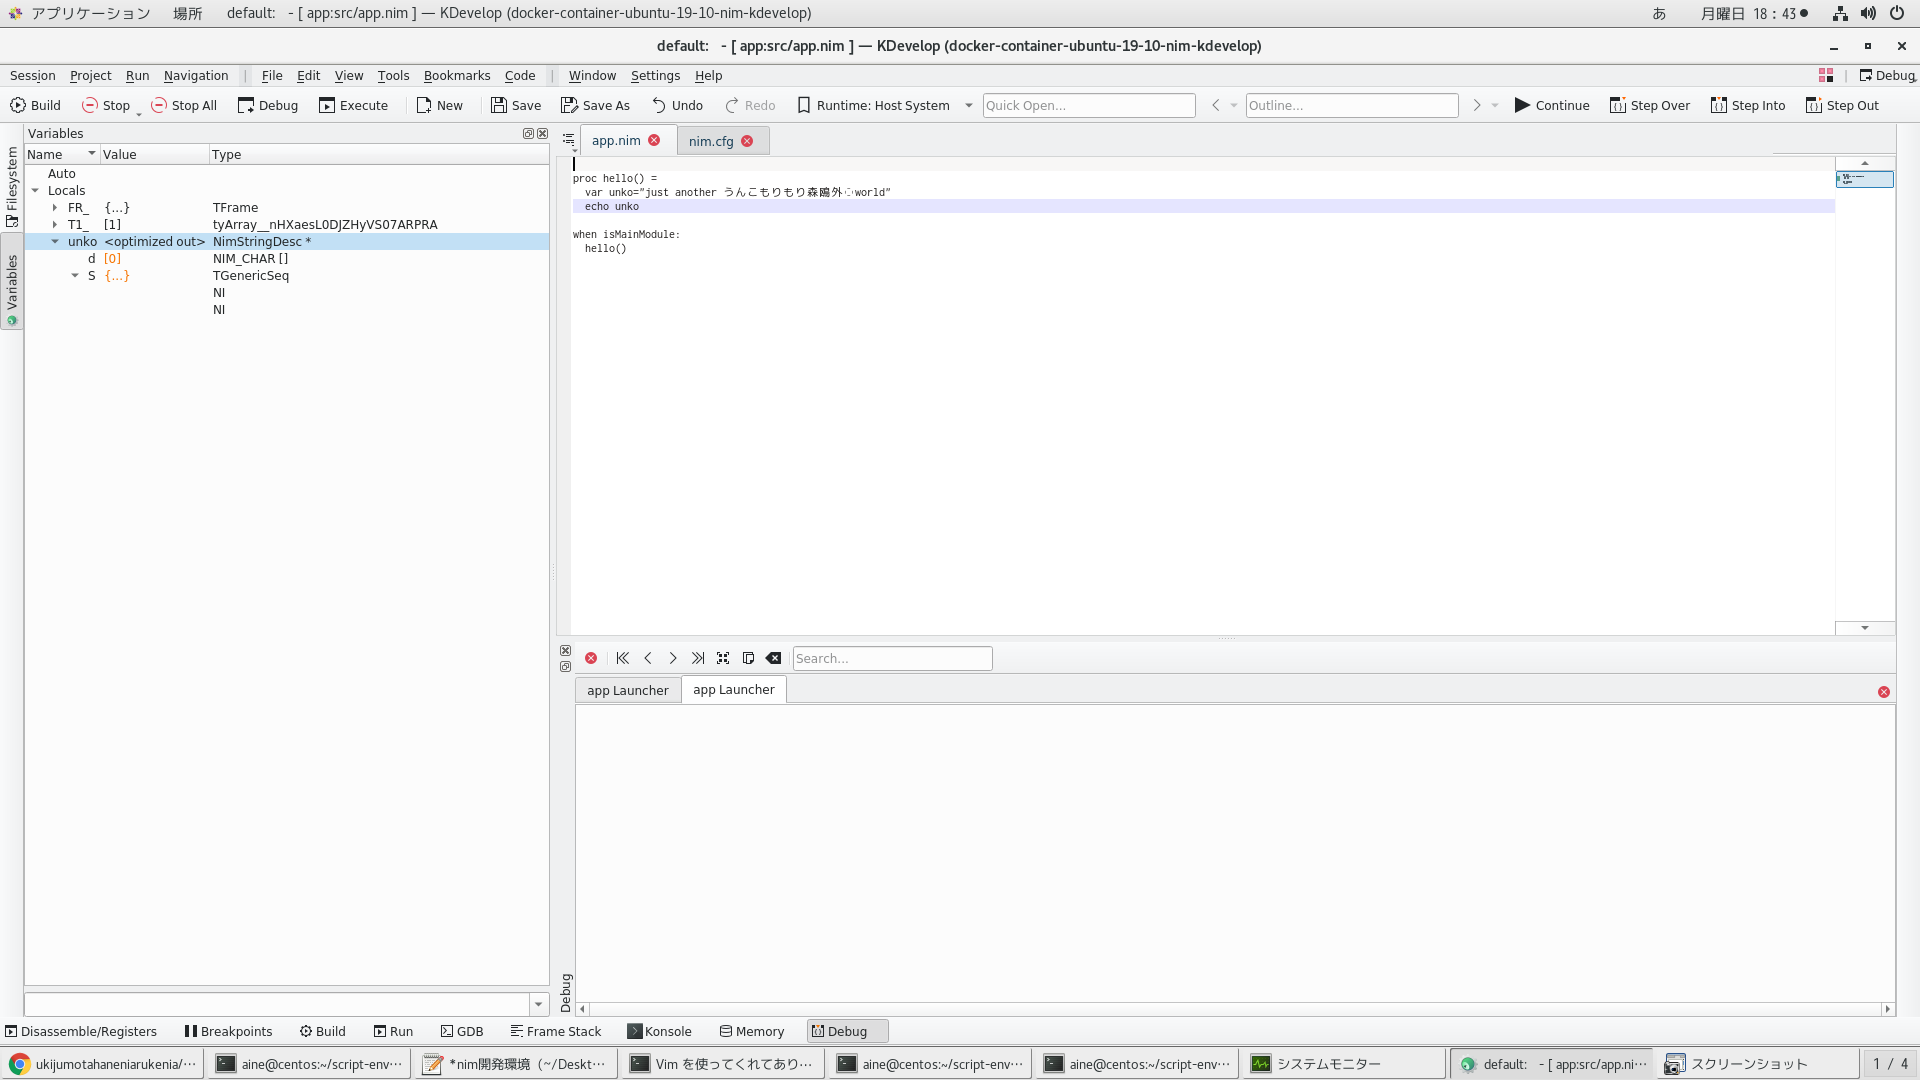 アプリケーション 場所 default: - [ app:src/app.nim ] — KDevelop (docker-container-ubuntu-19-10-nim-kdevelop) あ 月曜日 18：43●
default: - [ app:src/app.nim ] — KDevelop (docker-container-ubuntu-19-10-nim-kdevelop)
Session Project Run Navigation | File Edit View Tools Bookmarks Code | Window Settings Help | Debug
Build Stop Stop All Debug Execute New Save Save As Undo Redo Runtime: Host System Quick Open... Outline... Continue Step Over Step Into Step Out
Filesystem
Variables
Variables
Name Value Type
Auto
Locals
FR_ {...} TFrame
T1_ [1] tyArray__nHXaesL0DJZHyVS07ARPRA
unko <optimized out> NimStringDesc *
d [0] NIM_CHAR []
S {...} TGenericSeq
NI
NI
app.nim nim.cfg
proc hello() =
var unko="just another うんこもりもり森鴎外◌world"
echo unko
when isMainModule:
hello()
Search...
app Launcher app Launcher
Debug
Disassemble/Registers Breakpoints Build Run GDB Frame Stack Konsole Memory Debug
ukijumotahaneniarukenia/··· aine@centos:~/script-env··· *nim開発環境（~/Deskt··· Vim を使ってくれてあり··· aine@centos:~/script-env··· aine@centos:~/script-env··· システムモニター default: - [ app:src/app.ni··· スクリーンショット 1 / 4